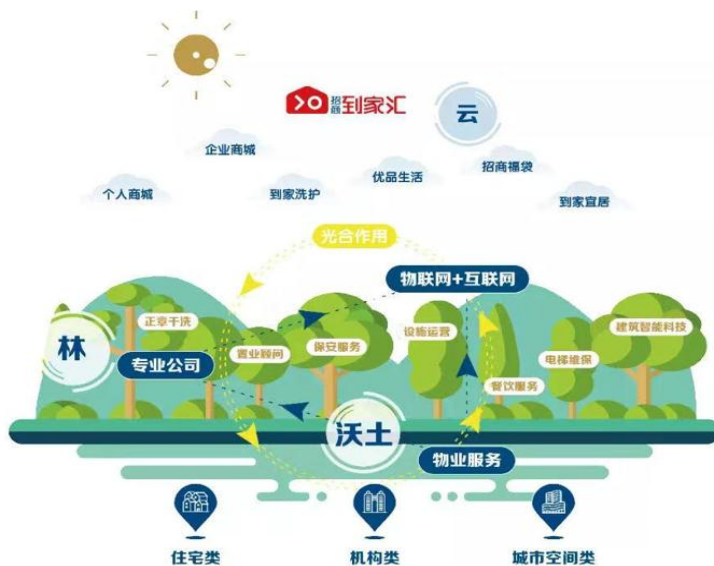 招商
到家汇
云
企业商城
优品生活
招商福袋
个人商城
到家洗护
到家宜居
光合作用
物联网+互联网
正章干洗
设施运营
建筑智能科技
林
专业公司
置业顾问
保安服务
电梯维保
餐饮服务
沃土
物业服务
住宅类
机构类
城市空间类